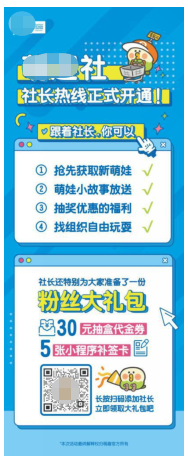 社
社长热线正式开通！
跟着社长，你可以
① 抢先获取新萌娃 ✓
② 萌娃小故事放送 ✓
③ 抽奖优惠的福利 ✓
④ 找组织自由玩耍 ✓
社长还特别为大家准备了一份
粉丝大礼包
30元抽盒代金券
5张小程序补签卡
长按扫码添加社长
立即领取大礼包吧